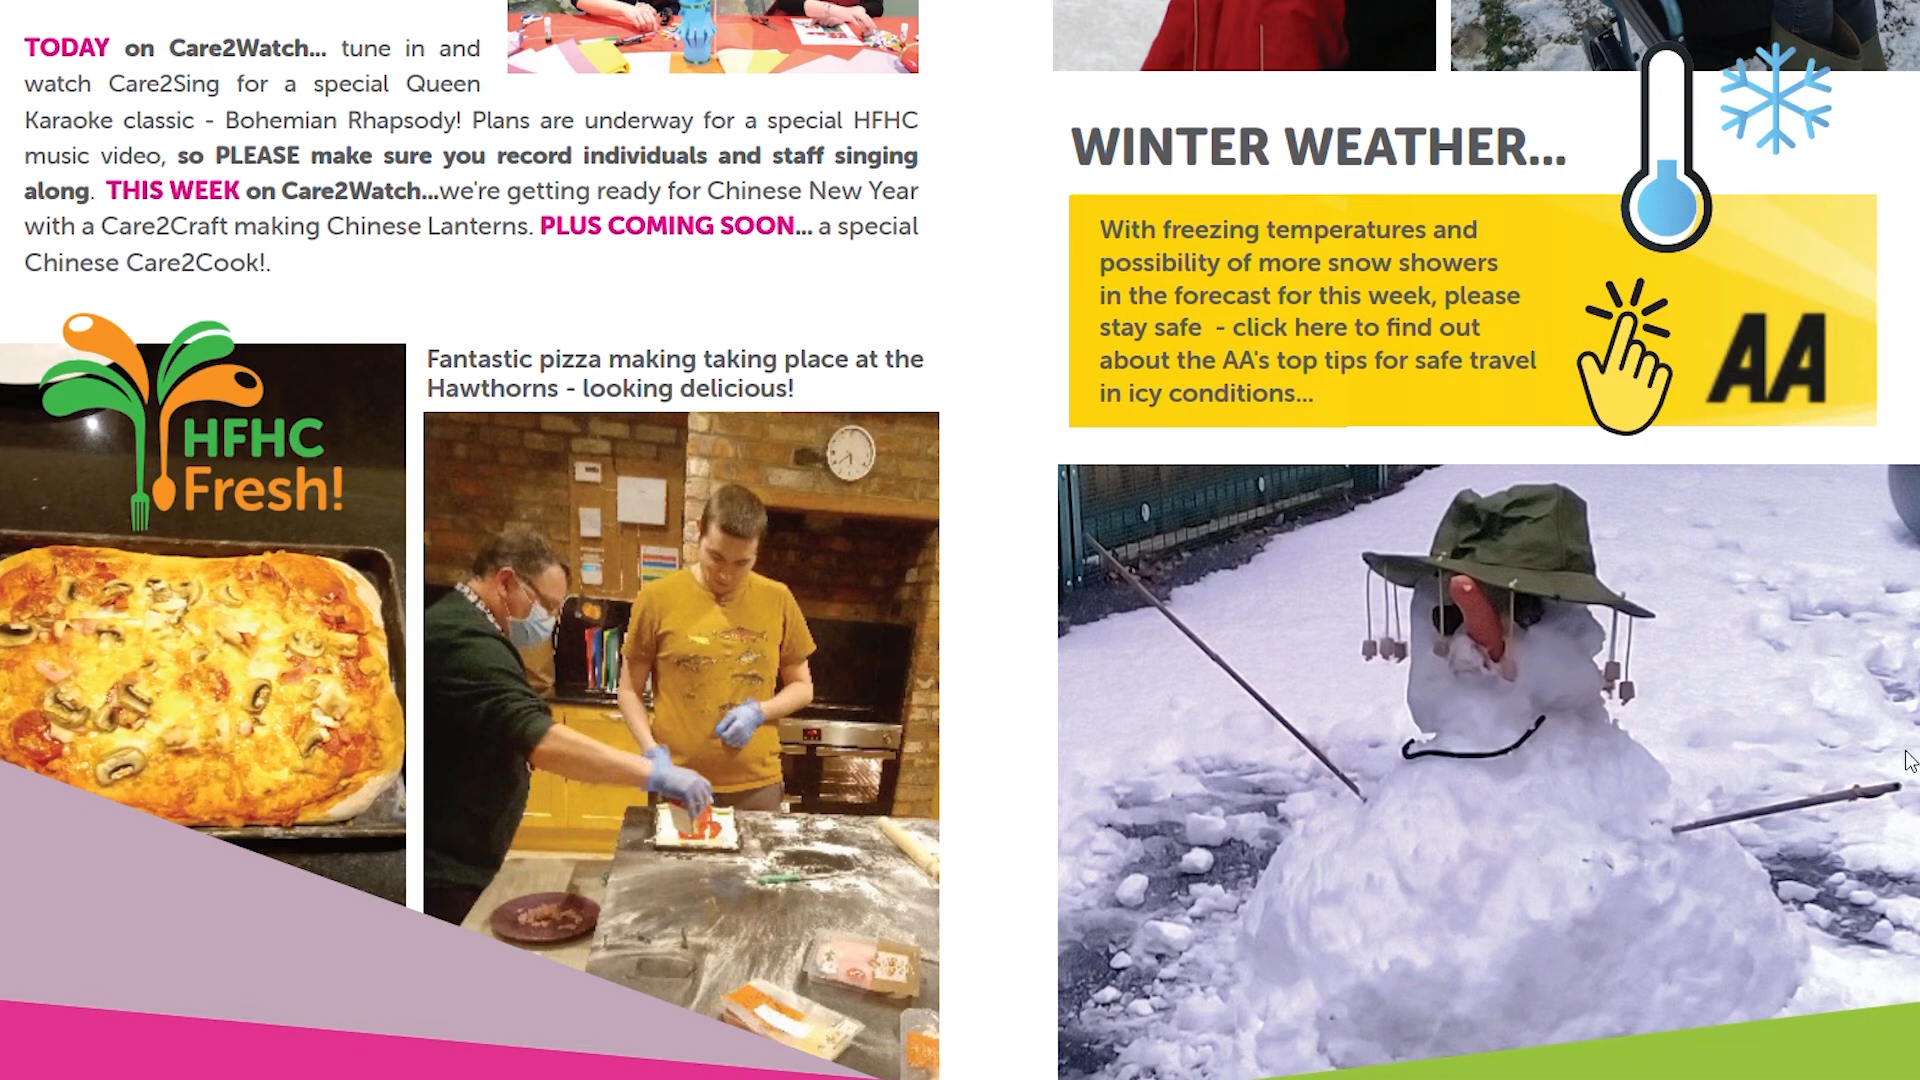 TODAY on Care2Watch... tune in and
watch Care2Sing for a special Queen
Karaoke classic - Bohemian Rhapsody! Plans are underway for a special HFHC
music video, so PLEASE make sure you record individuals and staff singing
along. THIS WEEK on Care2Watch...we're getting ready for Chinese New Year
with a Care2Craft making Chinese Lanterns. PLUS COMING SOON... a special
Chinese Care2Cook!.
HFHC
Fresh!
Fantastic pizza making taking place at the
Hawthorns - looking delicious!
WINTER WEATHER...
With freezing temperatures and
possibility of more snow showers
in the forecast for this week, please
stay safe  - click here to find out
about the AA's top tips for safe travel
in icy conditions...
AA